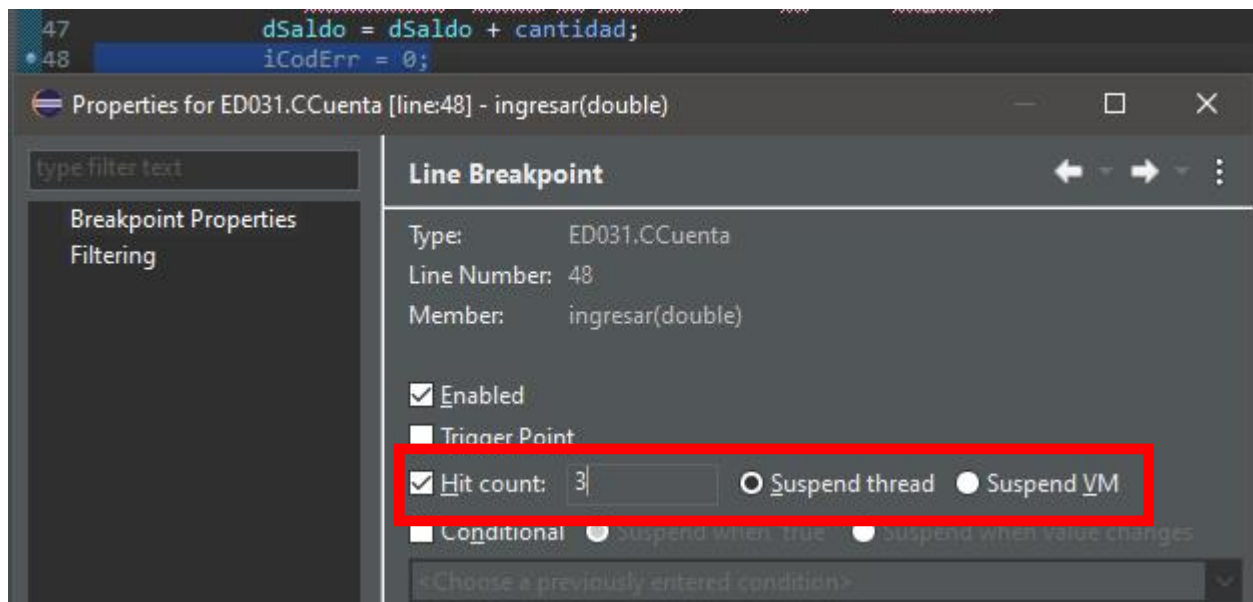 47 dSaldo = dSaldo + cantidad;
48 iCodErr = 0;
Properties for ED031.CCuenta [line:48] - ingresar(double)
type filter text
Breakpoint Properties
Filtering
Line Breakpoint
Type: ED031.CCuenta
Line Number: 48
Member: ingresar(double)
Enabled
Trigger Point
Hit count: 3 Suspend thread Suspend VM
Conditional Suspend when 'true' Suspend when value changes
<Choose a previously entered condition>